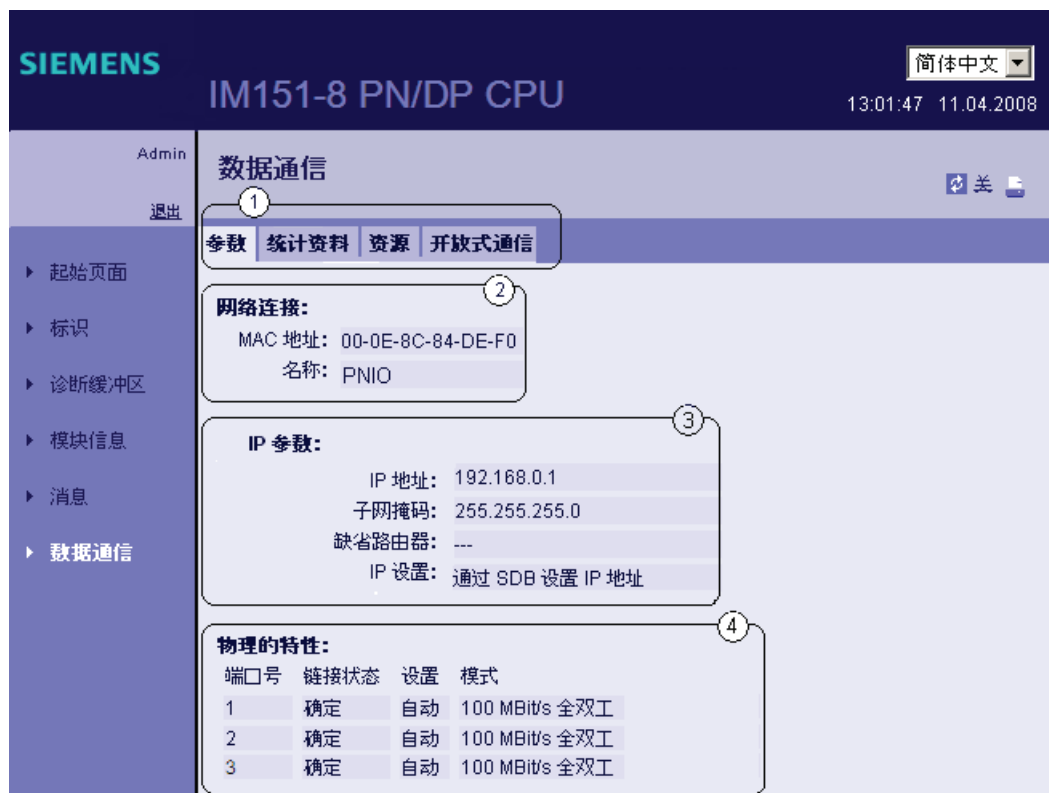 SIEMENS
IM151-8 PN/DP CPU
简体中文
13:01:47 11.04.2008
Admin
退出
数据通信
关
1
参数 统计资料 资源 开放式通信
起始页面
标识
诊断缓冲区
模块信息
消息
数据通信
2
网络连接:
MAC 地址: 00-0E-8C-84-DE-F0
名称: PNIO
3
IP 参数:
IP 地址: 192.168.0.1
子网掩码: 255.255.255.0
缺省路由器: ---
IP 设置: 通过 SDB 设置 IP 地址
4
物理的特性:
端口号 链接状态 设置 模式
1 确定 自动 100 MBit/s 全双工
2 确定 自动 100 MBit/s 全双工
3 确定 自动 100 MBit/s 全双工